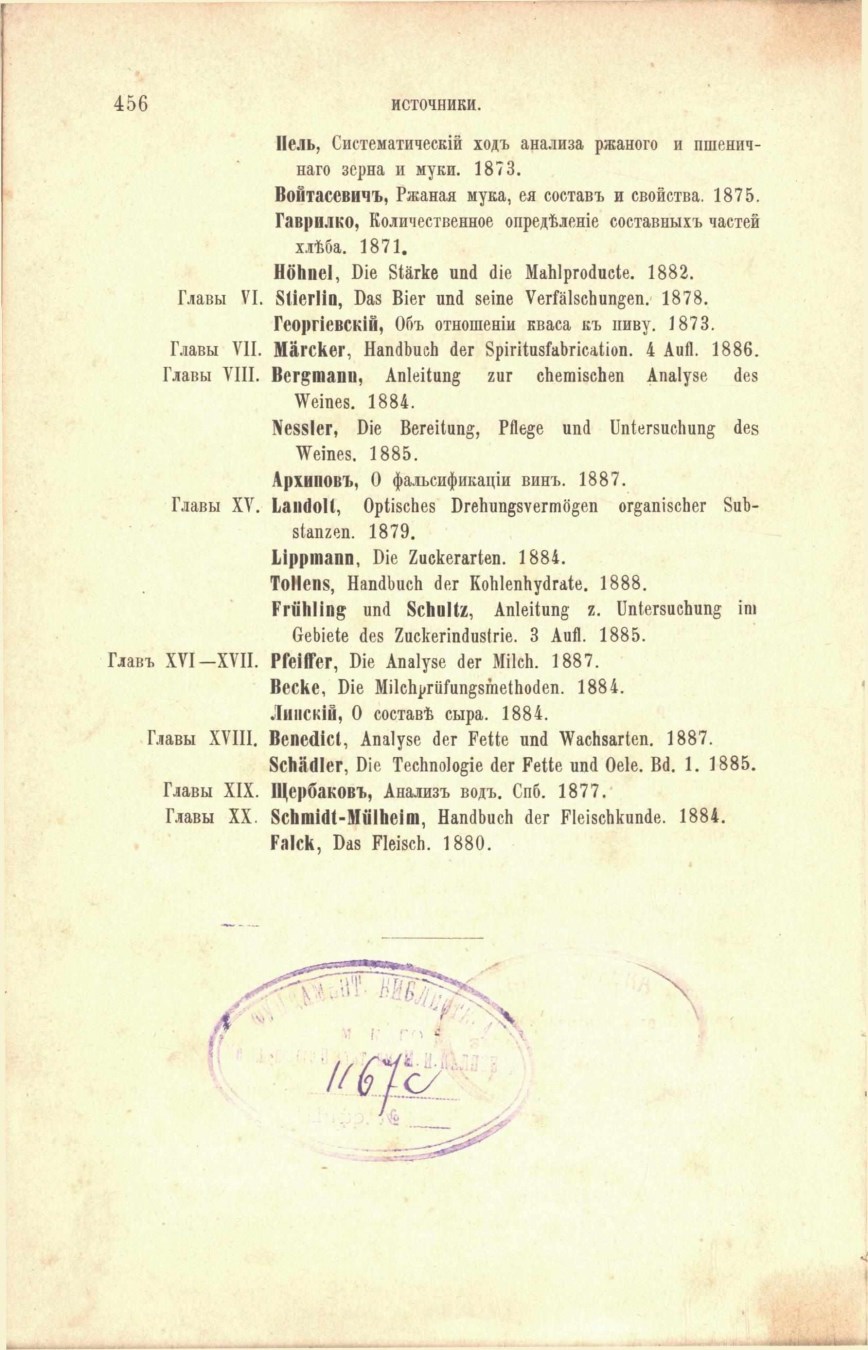 456 ИСТОЧНИКИ.
Пель, Систематическій ходъ анализа ржаного и пшенич-
наго зерна и муки. 1873.
Войтасевичъ, Ржаная мука, ея составъ и свойства. 1875.
Гаврилко, Количественное опредѣленіе составныхъ частей
хлѣба. 1871.
Höhnel, Die Stärke und die Mahlproducte. 1882.
Главы VI. Stierlin, Das Bier und seine Verfälschungen. 1878.
Георгіевскій, Объ отношеніи кваса къ пиву. 1873.
Главы VII. Märcker, Handbuch der Spiritusfabrication. 4 Aufl. 1886.
Главы VIII. Bergmann, Anleitung zur chemischen Analyse des
Weines. 1884.
Nessler, Die Bereitung, Pflege und Untersuchung des
Weines. 1885.
Архиповъ, О фальсификаціи винъ. 1887.
Главы XV. Landolt, Optisches Drehungsvermögen organischer Sub-
stanzen. 1879.
Lippmann, Die Zuckerarten. 1884.
Tollens, Handbuch der Kohlenhydrate. 1888.
Frühling und Schultz, Anleitung z. Untersuchung im
Gebiete des Zuckerindustrie. 3 Aufl. 1885.
Главъ XVI—XVII. Pfeiffer, Die Analyse der Milch. 1887.
Becke, Die Milchprüfungsmethoden. 1884.
Липскій, О составѣ сыра. 1884.
Главы XVIII. Benedict, Analyse der Fette und Wachsarten. 1887.
Schädler, Die Technologie der Fette und Oele. Bd. 1. 1885.
Главы XIX. Щербаковъ, Анализъ водъ. Спб. 1877.
Главы XX. Schmidt-Mülheim, Handbuch der Fleischkunde. 1884.
Falck, Das Fleisch. 1880.
ФУНДАМЕНТ. БИБЛИОТЕКА
№